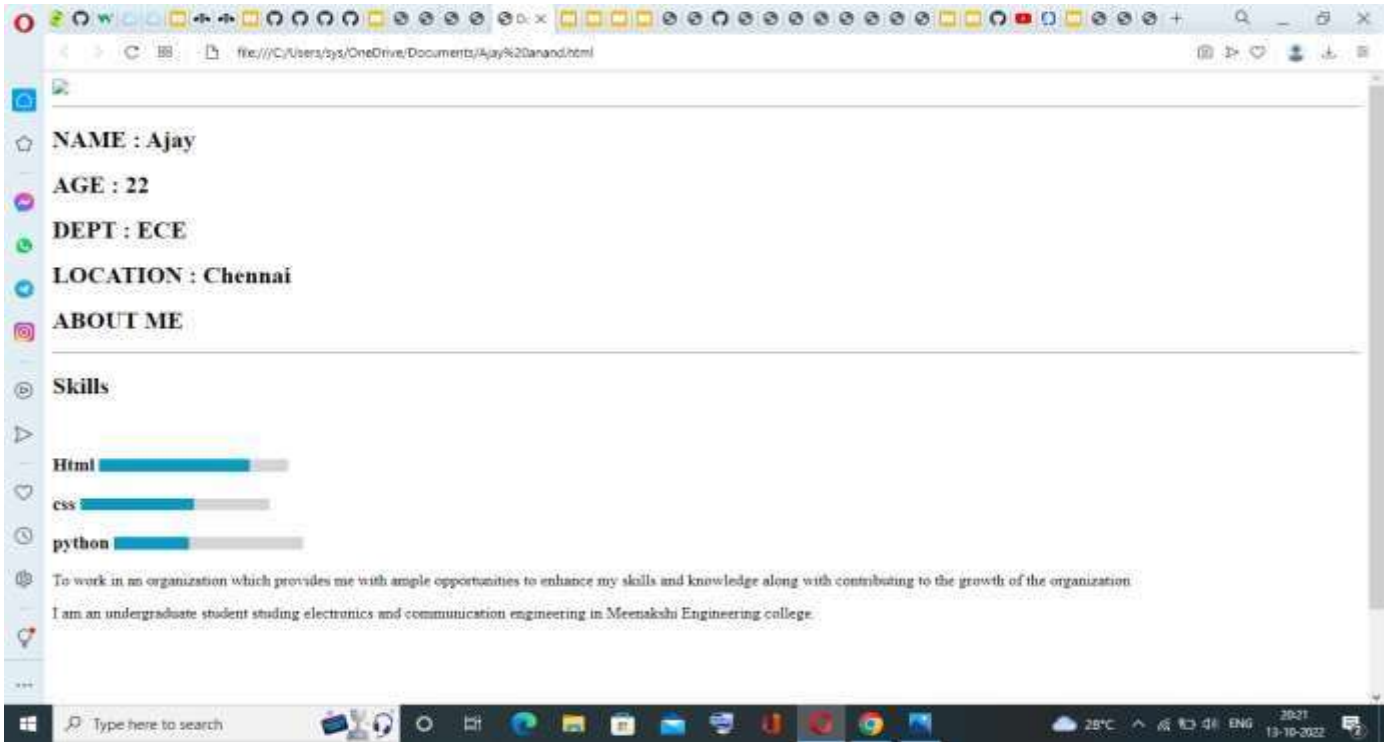 file:///C:/Users/sys/OneDrive/Documents/Ajay%20anand.html
NAME : Ajay
AGE : 22
DEPT : ECE
LOCATION : Chennai
ABOUT ME
Skills
Html
css
python
To work in an organization which provides me with ample opportunities to enhance my skills and knowledge along with contributing to the growth of the organization
I am an undergraduate student studing electronics and communication engineering in Meenakshi Engineering college.
Type here to search
28°C
ENG
20:21
13-10-2022